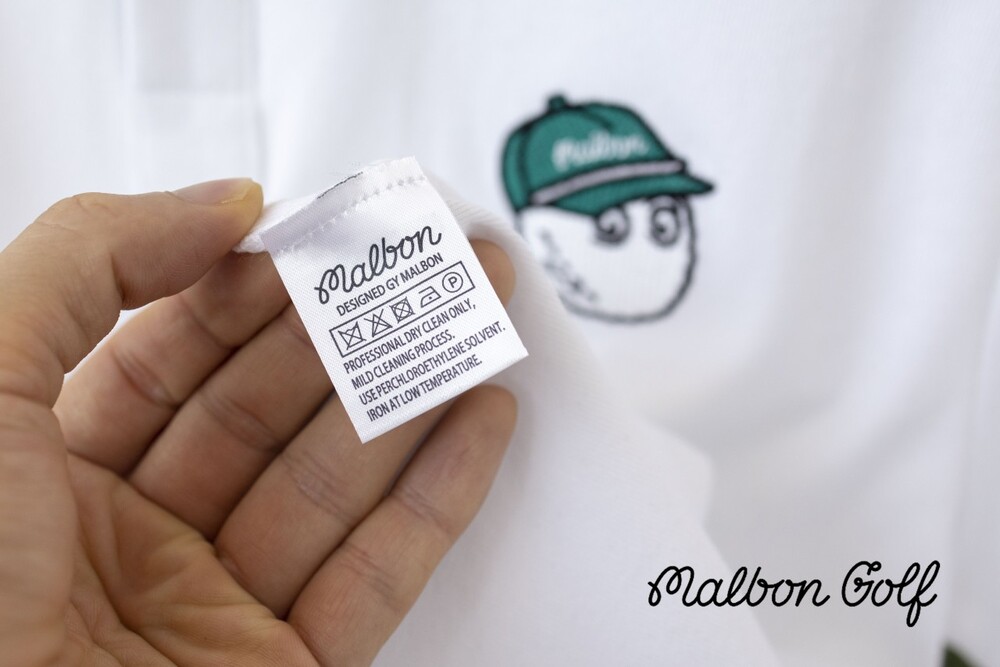 Malbon
Malbon
DESIGNED GY MALBON
P
PROFESSIONAL DRY CLEAN ONLY,
MILD CLEANING PROCESS.
USE PERCHLOROETHYLENE SOLVENT.
IRON AT LOW TEMPERATURE.
Malbon Golf